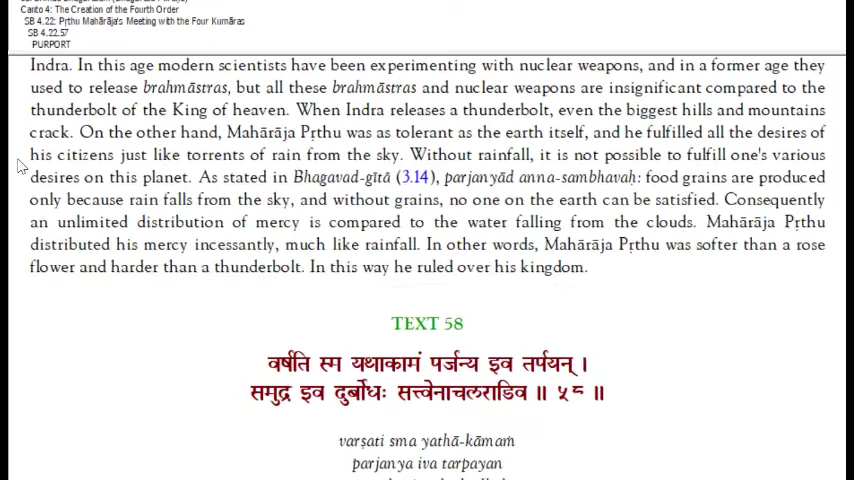 Canto 4: The Creation of the Fourth Order
SB 4.22: Pṛthu Mahārāja's Meeting with the Four Kumāras
SB 4.22.57
PURPORT
Indra. In this age modern scientists have been experimenting with nuclear weapons, and in a former age they
used to release brahmāstras, but all these brahmāstras and nuclear weapons are insignificant compared to the
thunderbolt of the King of heaven. When Indra releases a thunderbolt, even the biggest hills and mountains
crack. On the other hand, Mahārāja Pṛthu was as tolerant as the earth itself, and he fulfilled all the desires of
his citizens just like torrents of rain from the sky. Without rainfall, it is not possible to fulfill one's various
desires on this planet. As stated in Bhagavad-gītā (3.14), parjanyād anna-sambhavaḥ: food grains are produced
only because rain falls from the sky, and without grains, no one on the earth can be satisfied. Consequently
an unlimited distribution of mercy is compared to the water falling from the clouds. Mahārāja Pṛthu
distributed his mercy incessantly, much like rainfall. In other words, Mahārāja Pṛthu was softer than a rose
flower and harder than a thunderbolt. In this way he ruled over his kingdom.
TEXT 58
वर्षति स्म यथाकामं पर्जन्य इव तर्पयन् ।
समुद्र इव दुर्बोधः सत्त्वेनाचलराडिव ॥ ५८ ॥
varṣati sma yathā-kāmaṁ
parjanya iva tarpayan